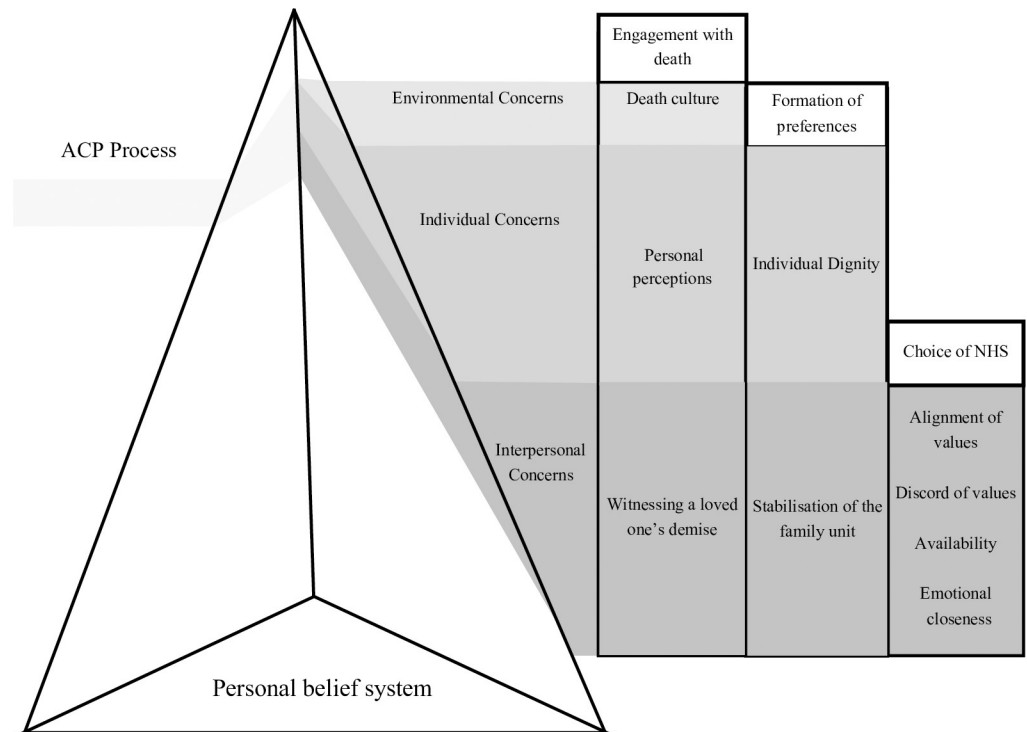 Engagement with
death
Environmental Concerns
Death culture
Formation of
preferences
ACP Process
Individual Concerns
Personal
perceptions
Individual Dignity
Choice of NHS
Interpersonal
Concerns
Witnessing a loved
one’s demise
Stabilisation of the
family unit
Alignment of
values
Discord of values
Availability
Emotional
closeness
Personal belief system